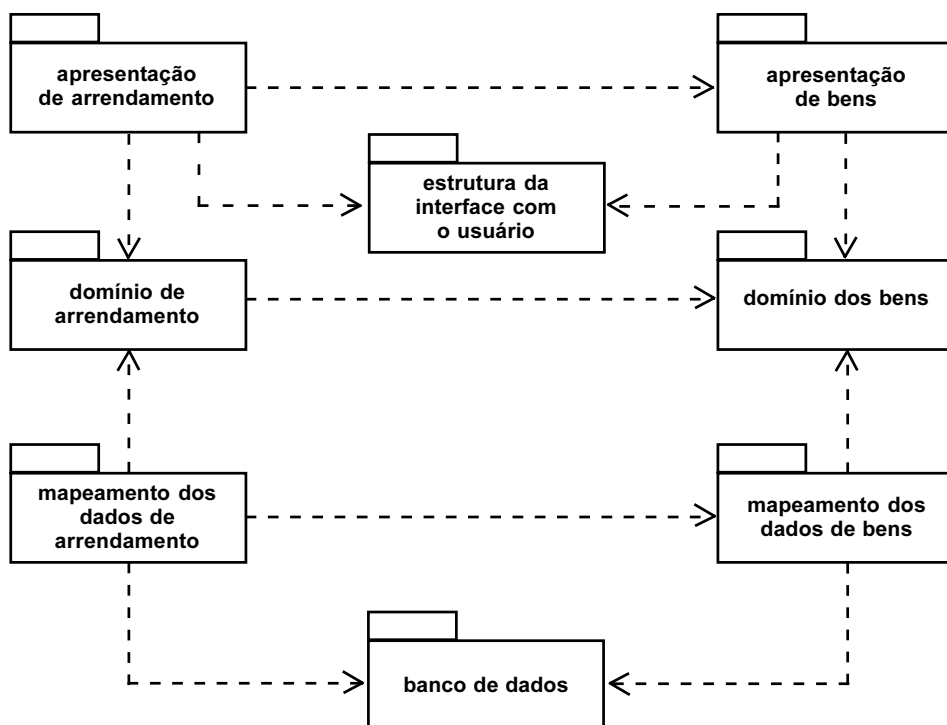 apresentação
de arrendamento
apresentação
de bens
estrutura da
interface com
o usuário
domínio de
arrendamento
domínio dos bens
mapeamento dos
dados de
arrendamento
mapeamento dos
dados de bens
banco de dados